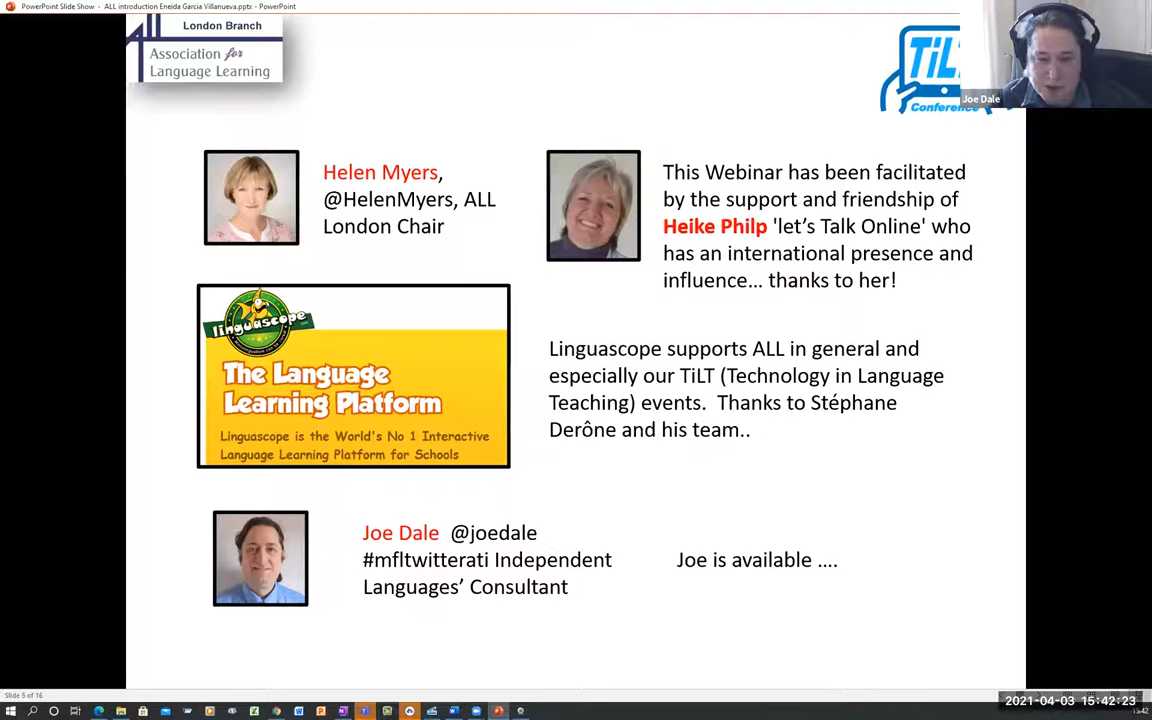 PowerPoint Slide Show - ALL introduction Eneida Garcia Villanueva.pptx - PowerPoint
London Branch
ALL
Association for
Language Learning
TiLT
Conference
Joe Dale
Helen Myers,
@HelenMyers, ALL
London Chair
This Webinar has been facilitated
by the support and friendship of
Heike Philp 'let’s Talk Online' who
has an international presence and
influence… thanks to her!
linguascope
The Language
Learning Platform
Linguascope is the World's No 1 Interactive
Language Learning Platform for Schools
Linguascope supports ALL in general and
especially our TiLT (Technology in Language
Teaching) events.  Thanks to Stéphane
Derône and his team..
Joe Dale  @joedale
#mfltwitterati Independent
Languages’ Consultant
Joe is available ….
Slide 5 of 16
2021-04-03 15:42:23
15:42